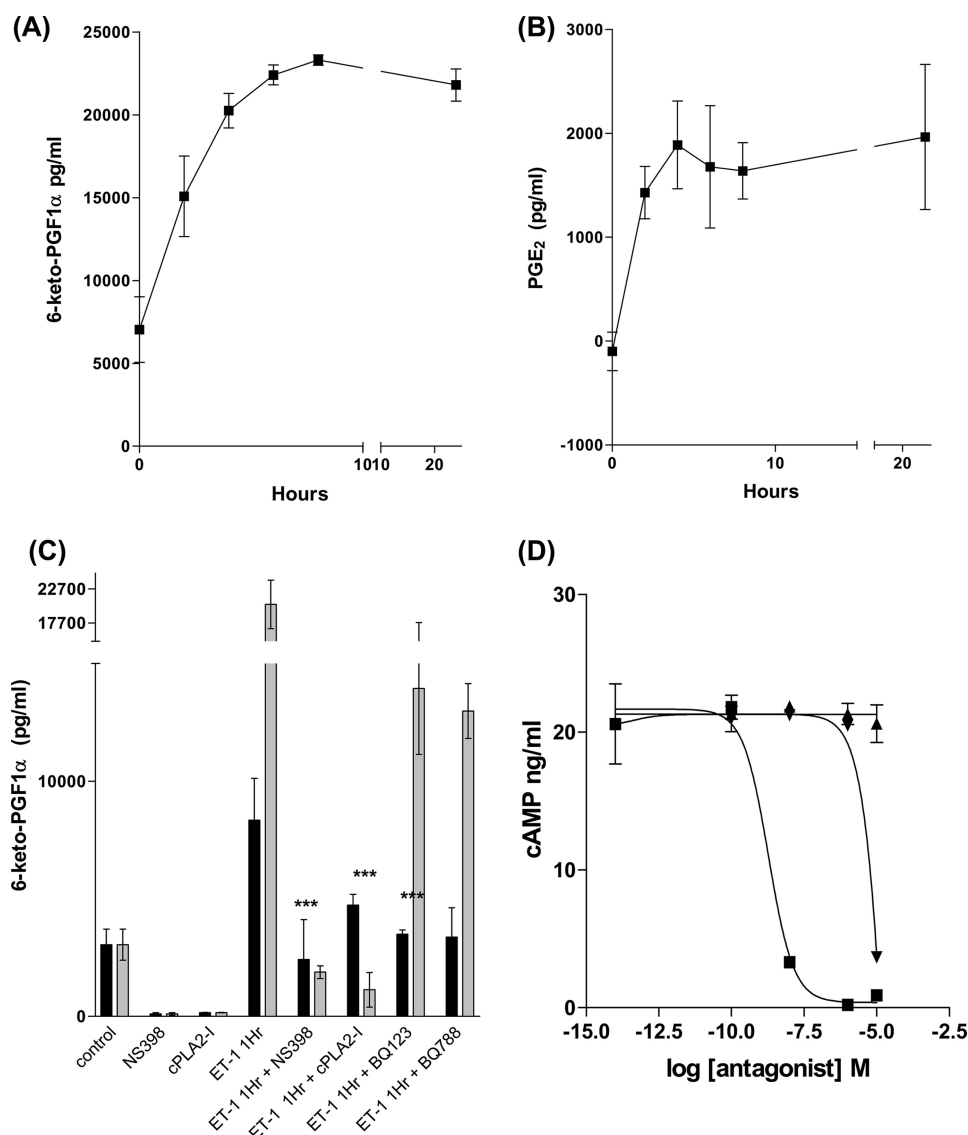 (A)
25000
20000
15000
10000
5000
0
6-keto-PGF1α pg/ml
0
1010
20
Hours
(B)
3000
2000
1000
0
-1000
PGE2 (pg/ml)
0
10
20
Hours
(C)
22700
17700
10000
0
6-keto-PGF1α (pg/ml)
***
***
***
control
NS398
cPLA2-I
ET-1 1Hr
ET-1 1Hr + NS398
ET-1 1Hr + cPLA2-I
ET-1 1Hr + BQ123
ET-1 1Hr + BQ788
(D)
30
20
10
0
cAMP ng/ml
-15.0 -12.5 -10.0 -7.5 -5.0 -2.5
log [antagonist] M